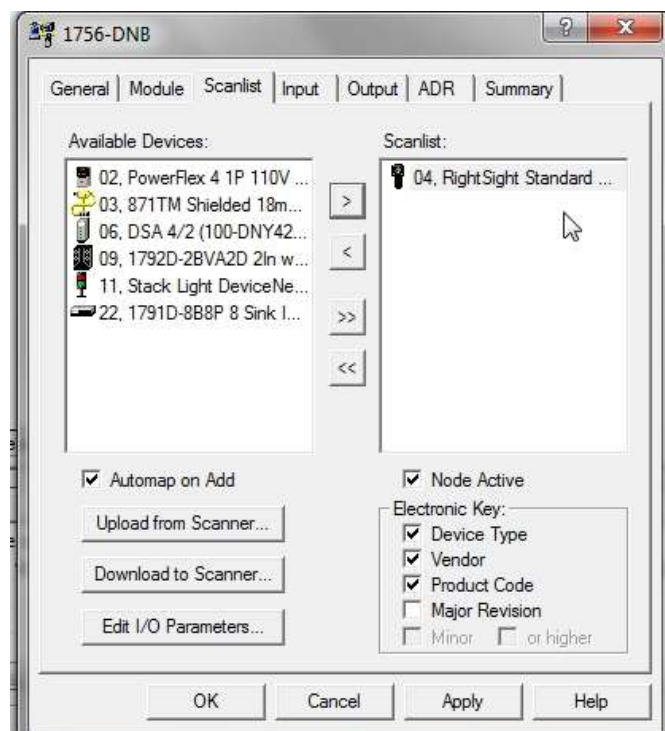 1756-DNB
General Module Scanlist Input Output ADR Summary
Available Devices:
02, PowerFlex 4 1P 110V ...
03, 871TM Shielded 18m...
06, DSA 4/2 (100-DNY42...
09, 1792D-2BVA2D 2In w...
11, Stack Light DeviceNe...
22, 1791D-8B8P 8 Sink I...
>
<
>>
<<
Scanlist:
04, RightSight Standard ...
Automap on Add
Upload from Scanner...
Download to Scanner...
Edit I/O Parameters...
Node Active
Electronic Key:
Device Type
Vendor
Product Code
Major Revision
Minor or higher
OK Cancel Apply Help